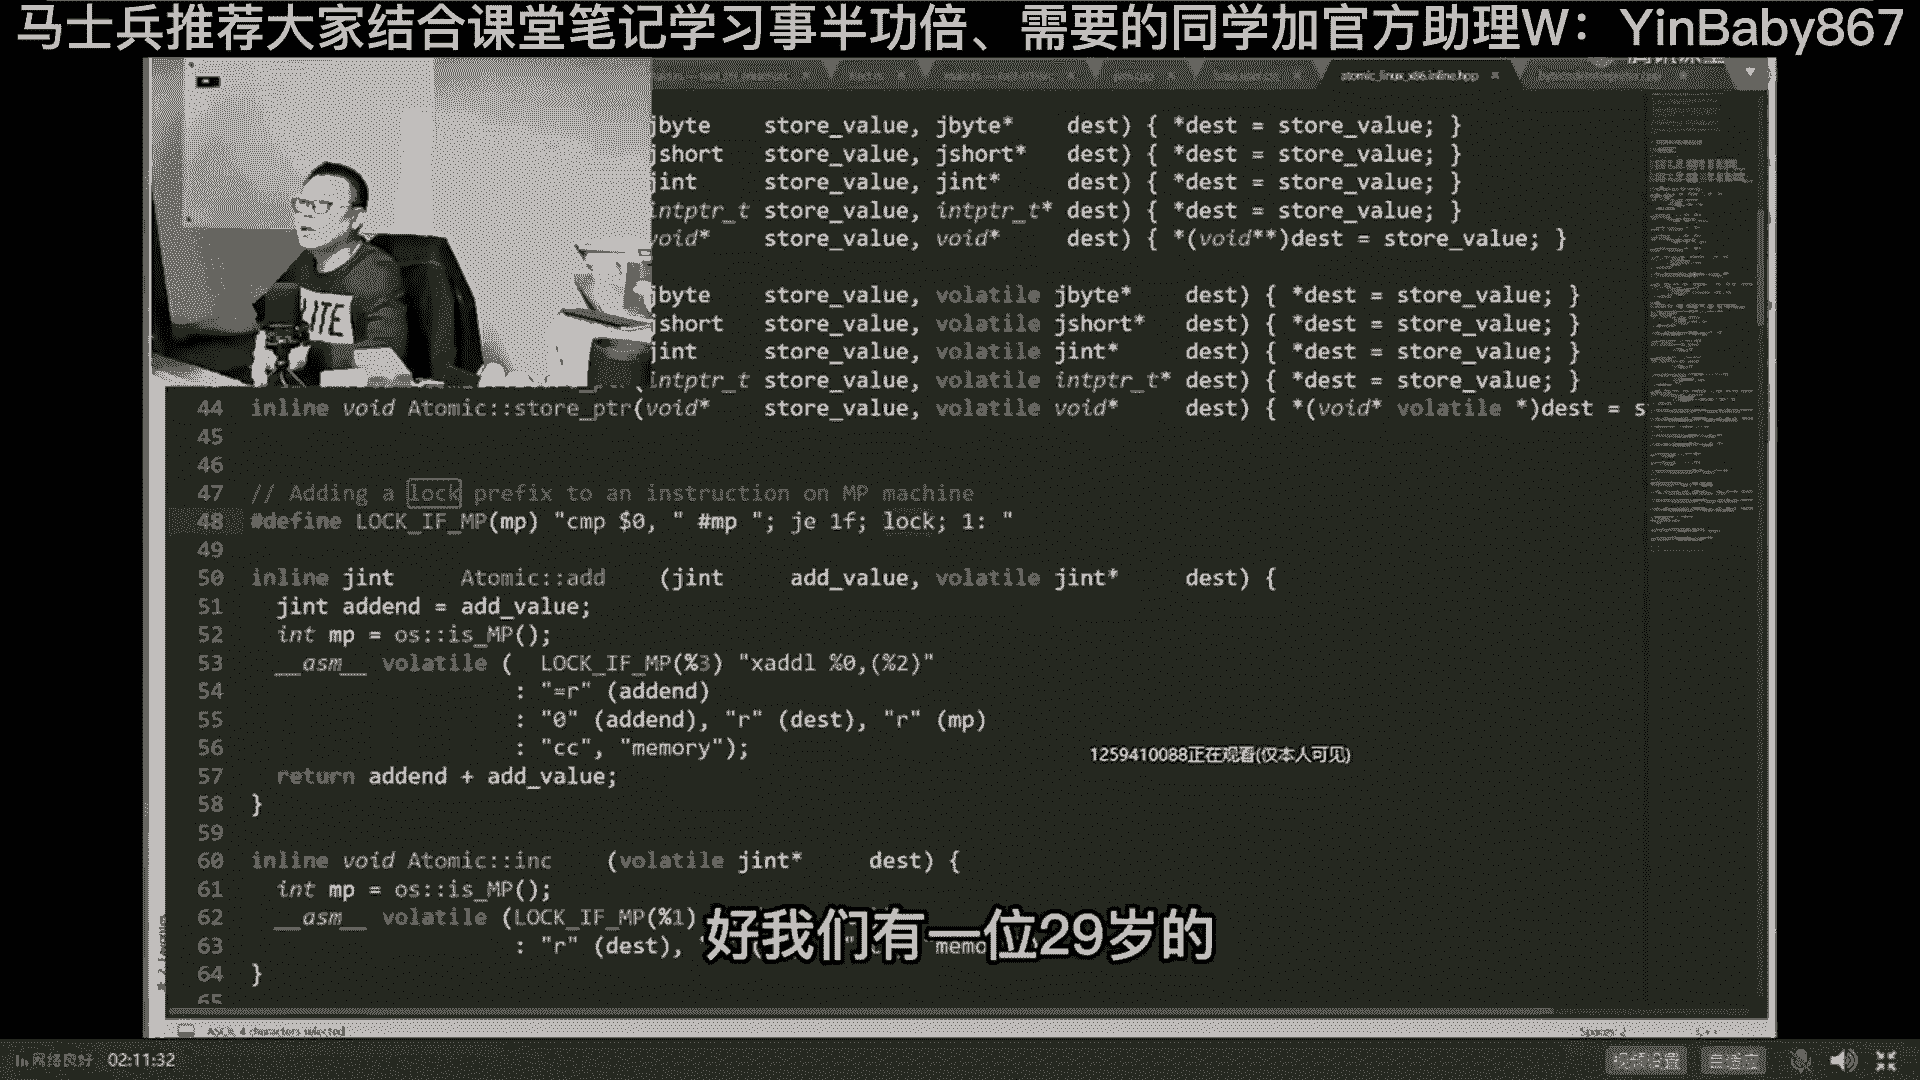 马士兵推荐大家结合课堂笔记学习事半功倍、需要的同学加官方助理W：YinBaby867
atomic_linux_x86.inline.hpp
jbyte store_value, jbyte* dest) { *dest = store_value; }
jshort store_value, jshort* dest) { *dest = store_value; }
jint store_value, jint* dest) { *dest = store_value; }
intptr_t store_value, intptr_t* dest) { *dest = store_value; }
void* store_value, void* dest) { *(void**)dest = store_value; }
jbyte store_value, volatile jbyte* dest) { *dest = store_value; }
jshort store_value, volatile jshort* dest) { *dest = store_value; }
jint store_value, volatile jint* dest) { *dest = store_value; }
intptr_t store_value, volatile intptr_t* dest) { *dest = store_value; }
44 inline void Atomic::store_ptr(void* store_value, volatile void* dest) { *(void* volatile *)dest = s
45
46
47 // Adding a lock prefix to an instruction on MP machine
48 #define LOCK_IF_MP(mp) "cmp $0, " #mp "; je 1f; lock; 1: "
49
50 inline jint Atomic::add (jint add_value, volatile jint* dest) {
51 jint addend = add_value;
52 int mp = os::is_MP();
53 __asm__ volatile ( LOCK_IF_MP(%3) "xaddl %0,(%2)"
54 : "=r" (addend)
55 : "0" (addend), "r" (dest), "r" (mp)
56 : "cc", "memory");
1259410088正在观看(仅本人可见)
57 return addend + add_value;
58 }
59
60 inline void Atomic::inc (volatile jint* dest) {
61 int mp = os::is_MP();
62 __asm__ volatile (LOCK_IF_MP(%1)
63 : "r" (dest), "memo
好我们有一位29岁的
64 }
65
ASCII, 4 characters selected
Spaces: 2
C++
网络良好 02:11:32
视频设置 自适应
LITE